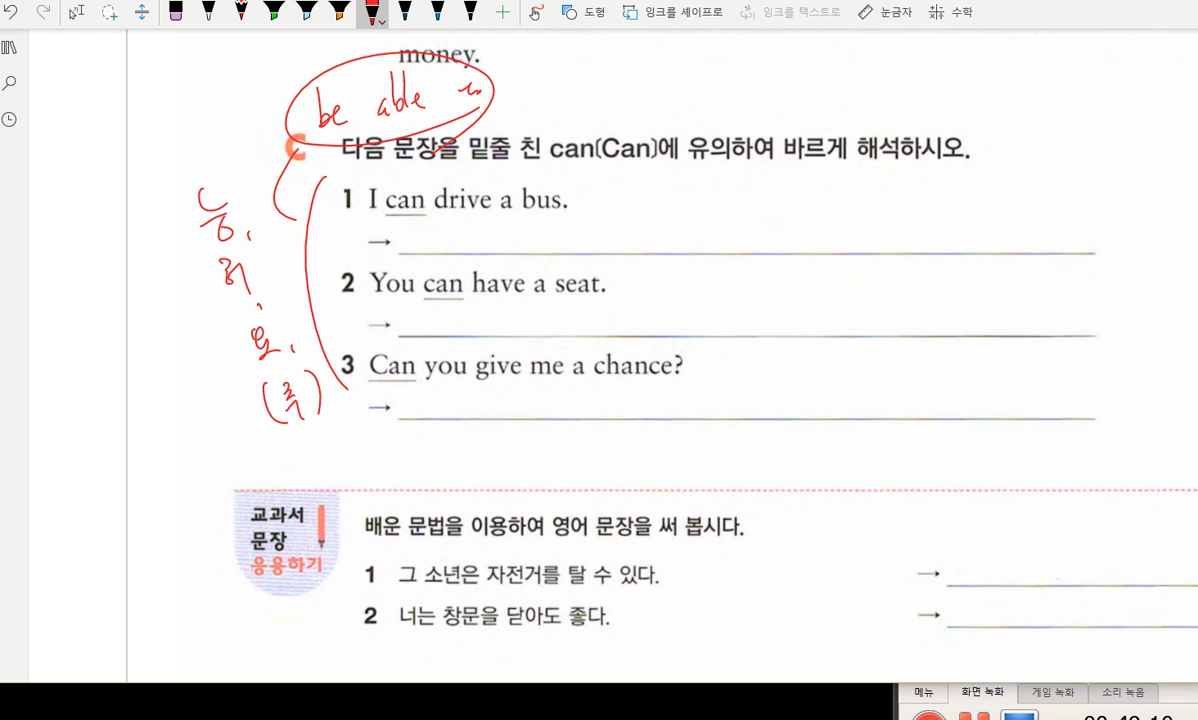 도형 잉크를 셰이프로 잉크를 텍스트로 눈금자 수학
money.
be able
C 다음 문장을 밑줄 친 can(Can)에 유의하여 바르게 해석하시오.
1 I can drive a bus.
→
2 You can have a seat.
→
3 Can you give me a chance?
→
능,
허,
요,
(추)
교과서
문장
응용하기
배운 문법을 이용하여 영어 문장을 써 봅시다.
1 그 소년은 자전거를 탈 수 있다. →
2 너는 창문을 닫아도 좋다. →
메뉴 화면 녹화 게임 녹화 소리 녹음